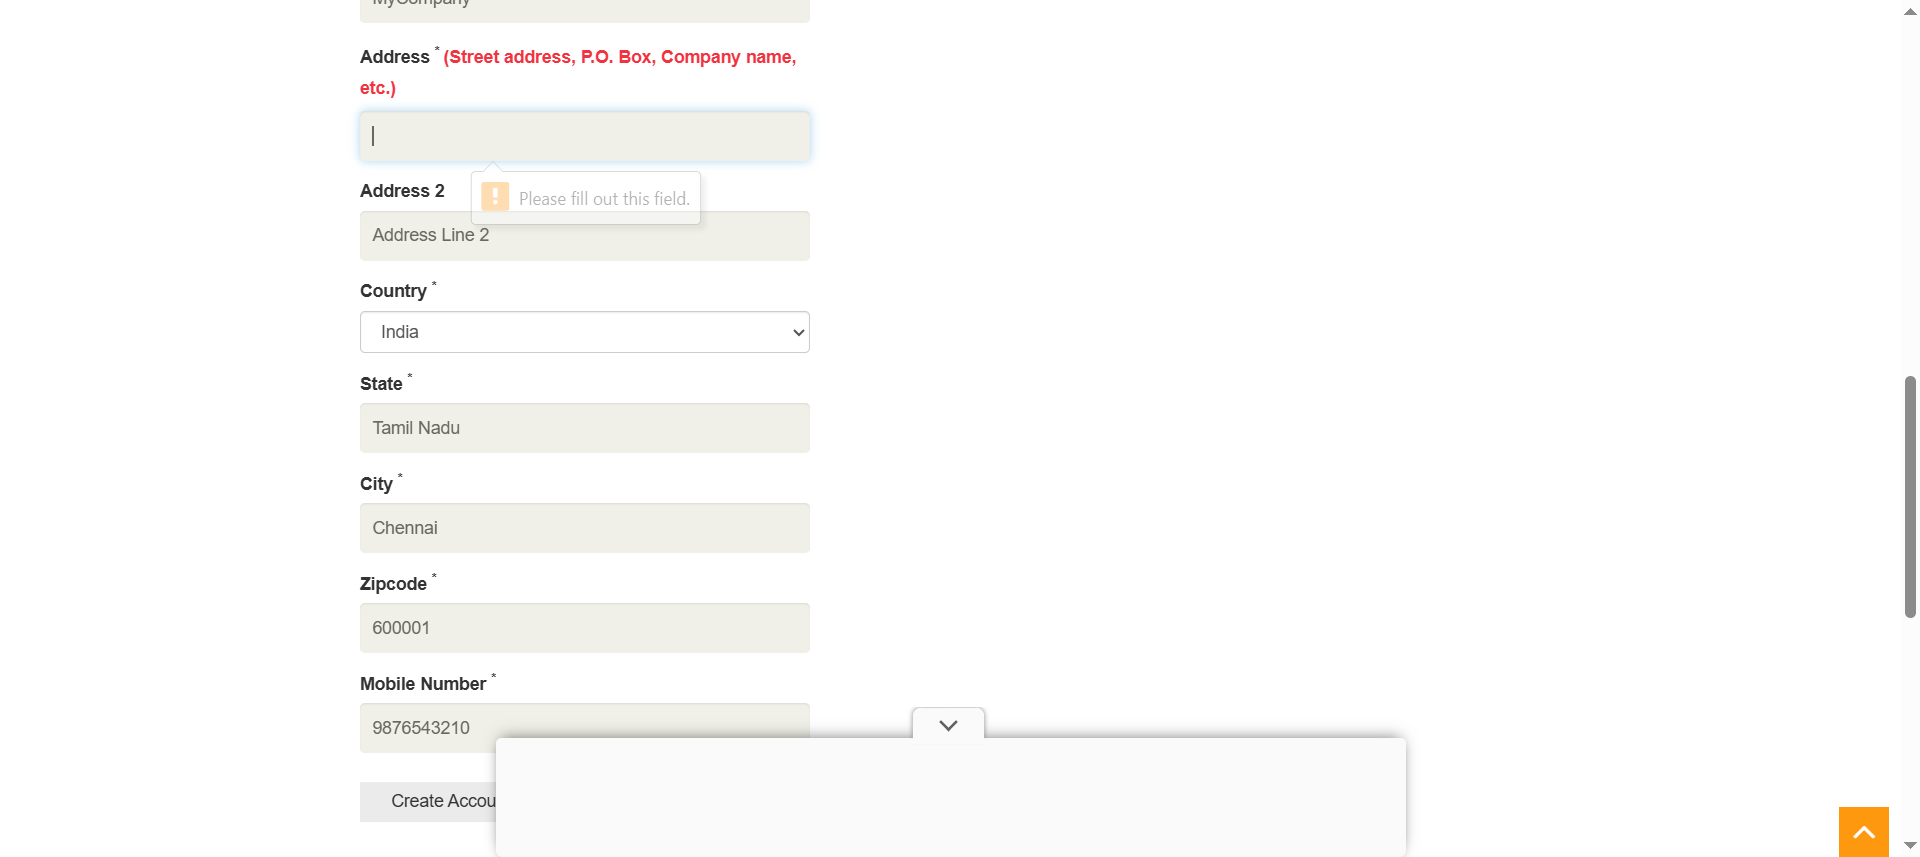 MyCompany
Address * (Street address, P.O. Box, Company name,
etc.)
Please fill out this field.
Address 2
Address Line 2
Country *
India
State *
Tamil Nadu
City *
Chennai
Zipcode *
600001
Mobile Number *
9876543210
Create Accou